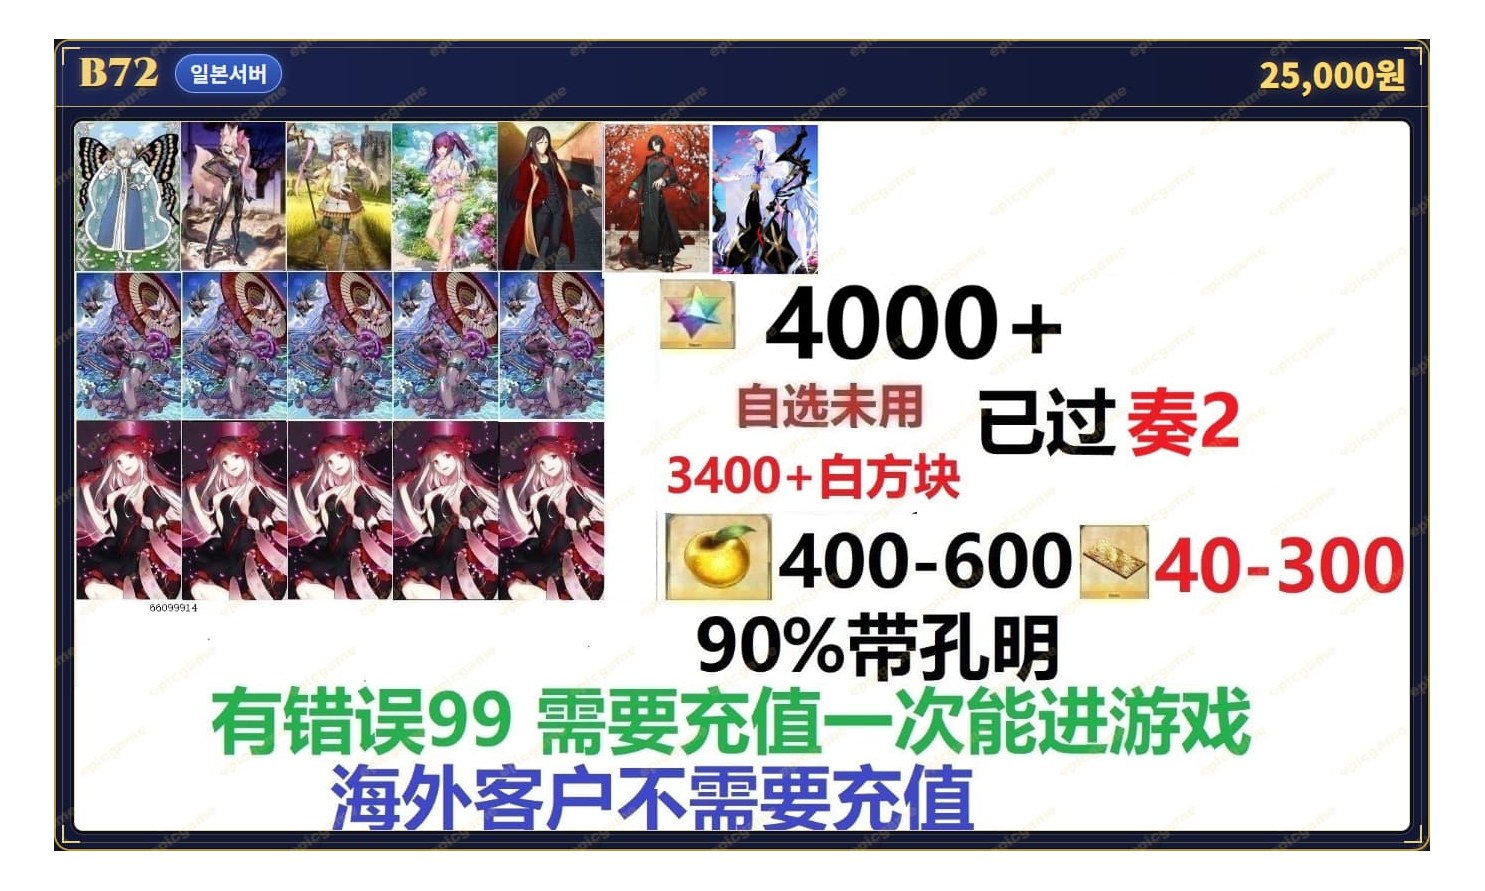 B72 일본서버 25,000원
4000+
自选未用
已过奏2
3400+白方块
400-600 40-300
66099914
90%带孔明
有错误99 需要充值一次能进游戏
海外客户不需要充值
epicgame